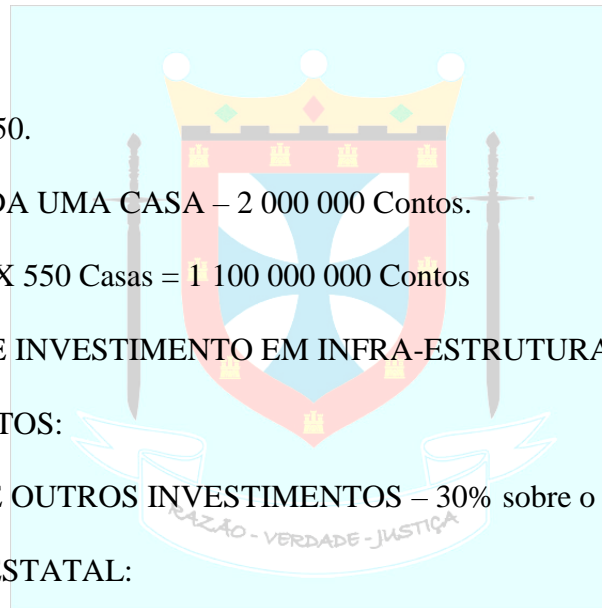 50.
DA UMA CASA – 2 000 000 Contos.
X 550 Casas = 1 100 000 000 Contos
E INVESTIMENTO EM INFRA-ESTRUTURA
TOS:
E OUTROS INVESTIMENTOS – 30% sobre o
RAZÃO - VERDADE - JUSTIÇA
ESTATAL: